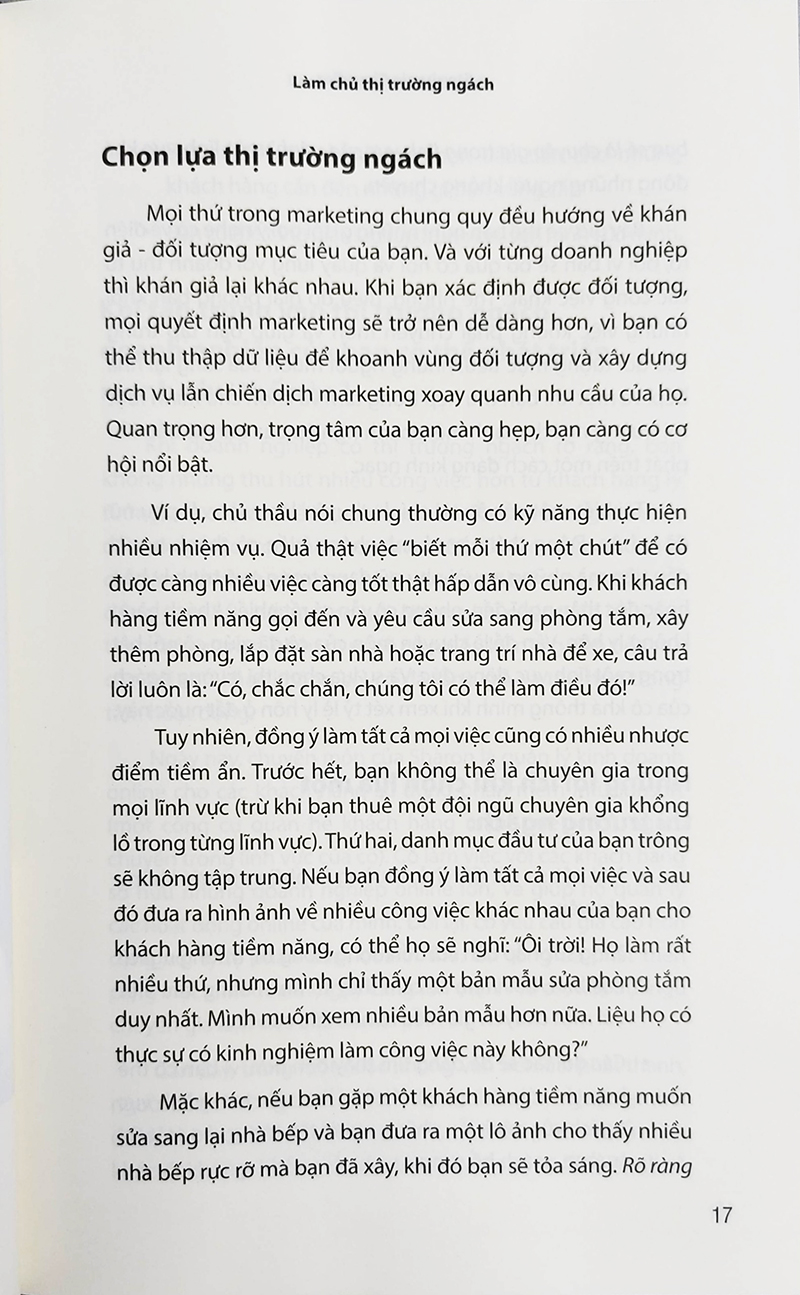 Làm chủ thị trường ngách
Chọn lựa thị trường ngách
Mọi thứ trong marketing chung quy đều hướng về khán
giả - đối tượng mục tiêu của bạn. Và với từng doanh nghiệp
thì khán giả lại khác nhau. Khi bạn xác định được đối tượng,
mọi quyết định marketing sẽ trở nên dễ dàng hơn, vì bạn có
thể thu thập dữ liệu để khoanh vùng đối tượng và xây dựng
dịch vụ lẫn chiến dịch marketing xoay quanh nhu cầu của họ.
Quan trọng hơn, trọng tâm của bạn càng hẹp, bạn càng có cơ
hội nổi bật.
Ví dụ, chủ thầu nói chung thường có kỹ năng thực hiện
nhiều nhiệm vụ. Quả thật việc “biết mỗi thứ một chút” để có
được càng nhiều việc càng tốt thật hấp dẫn vô cùng. Khi khách
hàng tiềm năng gọi đến và yêu cầu sửa sang phòng tắm, xây
thêm phòng, lắp đặt sàn nhà hoặc trang trí nhà để xe, câu trả
lời luôn là: “Có, chắc chắn, chúng tôi có thể làm điều đó!”
Tuy nhiên, đồng ý làm tất cả mọi việc cũng có nhiều nhược
điểm tiềm ẩn. Trước hết, bạn không thể là chuyên gia trong
mọi lĩnh vực (trừ khi bạn thuê một đội ngũ chuyên gia khổng
lồ trong từng lĩnh vực). Thứ hai, danh mục đầu tư của bạn trông
sẽ không tập trung. Nếu bạn đồng ý làm tất cả mọi việc và sau
đó đưa ra hình ảnh về nhiều công việc khác nhau của bạn cho
khách hàng tiềm năng, có thể họ sẽ nghĩ: “Ôi trời! Họ làm rất
nhiều thứ, nhưng mình chỉ thấy một bản mẫu sửa phòng tắm
duy nhất. Mình muốn xem nhiều bản mẫu hơn nữa. Liệu họ có
thực sự có kinh nghiệm làm công việc này không?”
Mặc khác, nếu bạn gặp một khách hàng tiềm năng muốn
sửa sang lại nhà bếp và bạn đưa ra một lô ảnh cho thấy nhiều
nhà bếp rực rỡ mà bạn đã xây, khi đó bạn sẽ tỏa sáng. Rõ ràng
17